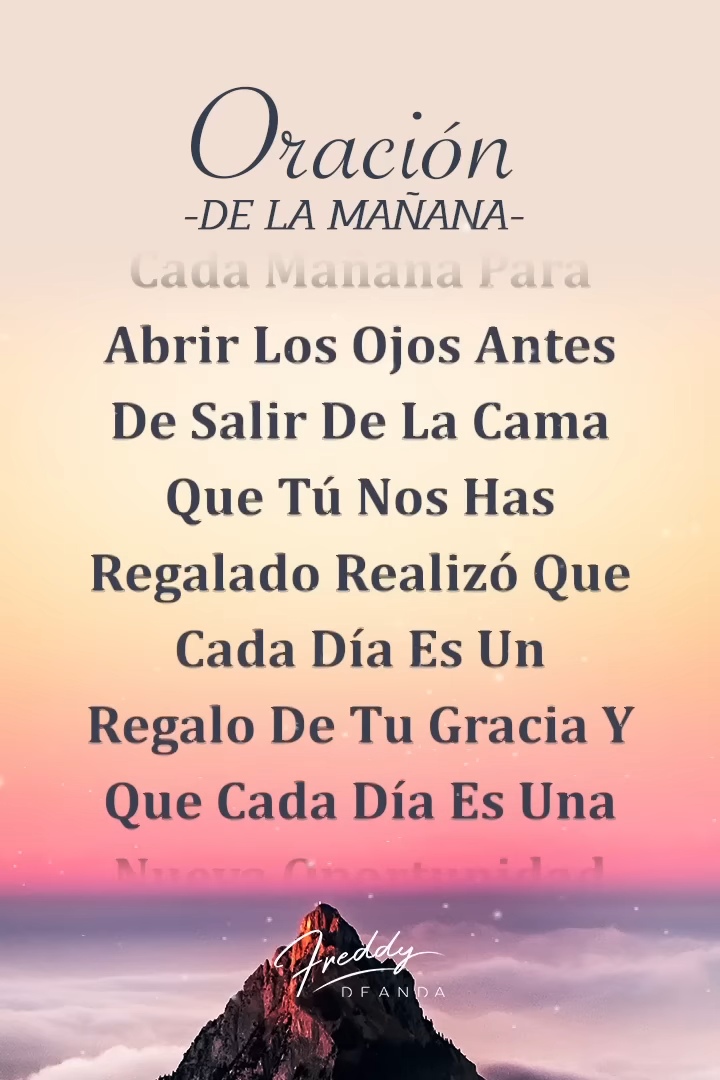 Oración
-DE LA MAÑANA-
Cada Mañana Para
Abrir Los Ojos Antes
De Salir De La Cama
Que Tú Nos Has
Regalado Realizó Que
Cada Día Es Un
Regalo De Tu Gracia Y
Que Cada Día Es Una
Nueva Oportunidad
Freddy
DEANDA